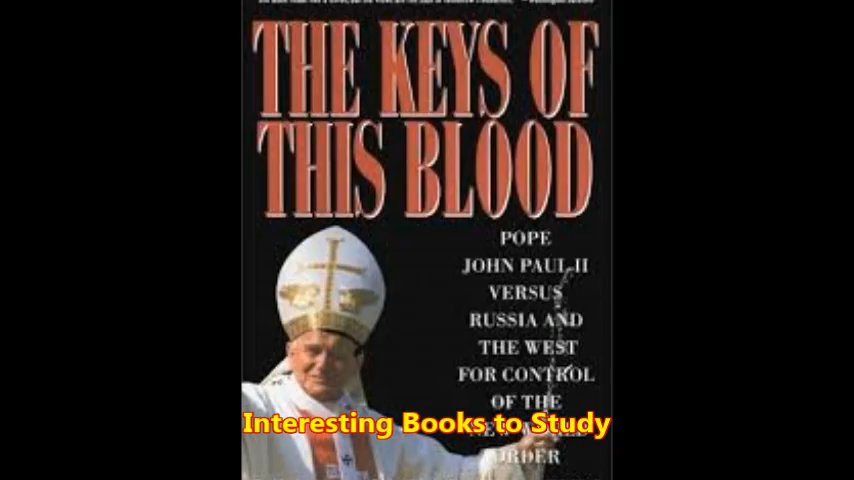 THE KEYS OF
THIS BLOOD
POPE
JOHN PAUL II
VERSUS
RUSSIA AND
THE WEST
FOR CONTROL
OF THE
Interesting Books to Study
ORDER